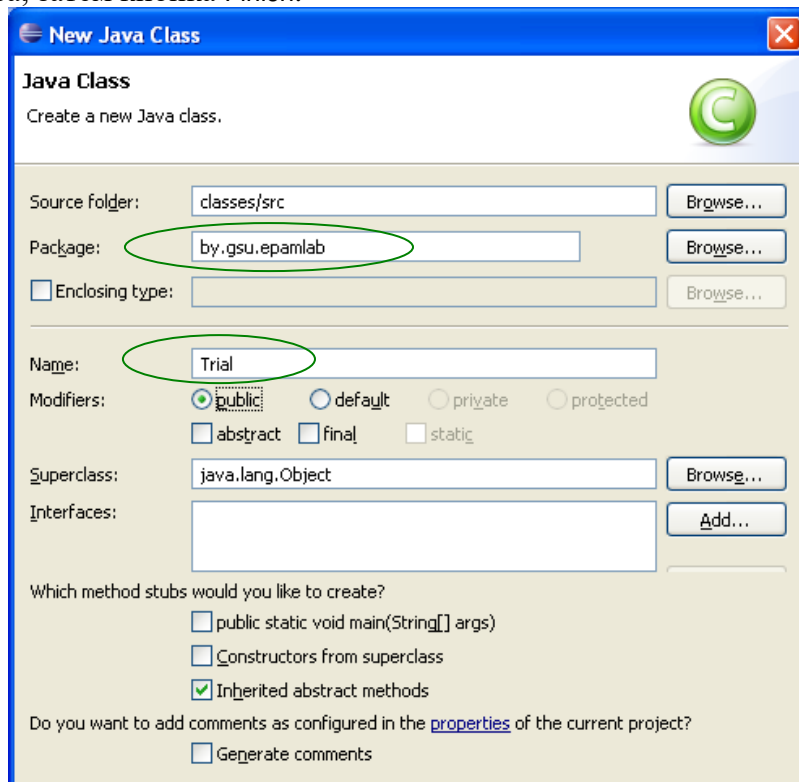 Finish.
New Java Class
Java Class
Create a new Java class.
Source folder: classes/src Browse...
Package: by.gsu.epamlab Browse...
Enclosing type: Browse...
Name: Trial
Modifiers: public default private protected
abstract final static
Superclass: java.lang.Object Browse...
Interfaces: Add...
Which method stubs would you like to create?
public static void main(String[] args)
Constructors from superclass
Inherited abstract methods
Do you want to add comments as configured in the properties of the current project?
Generate comments